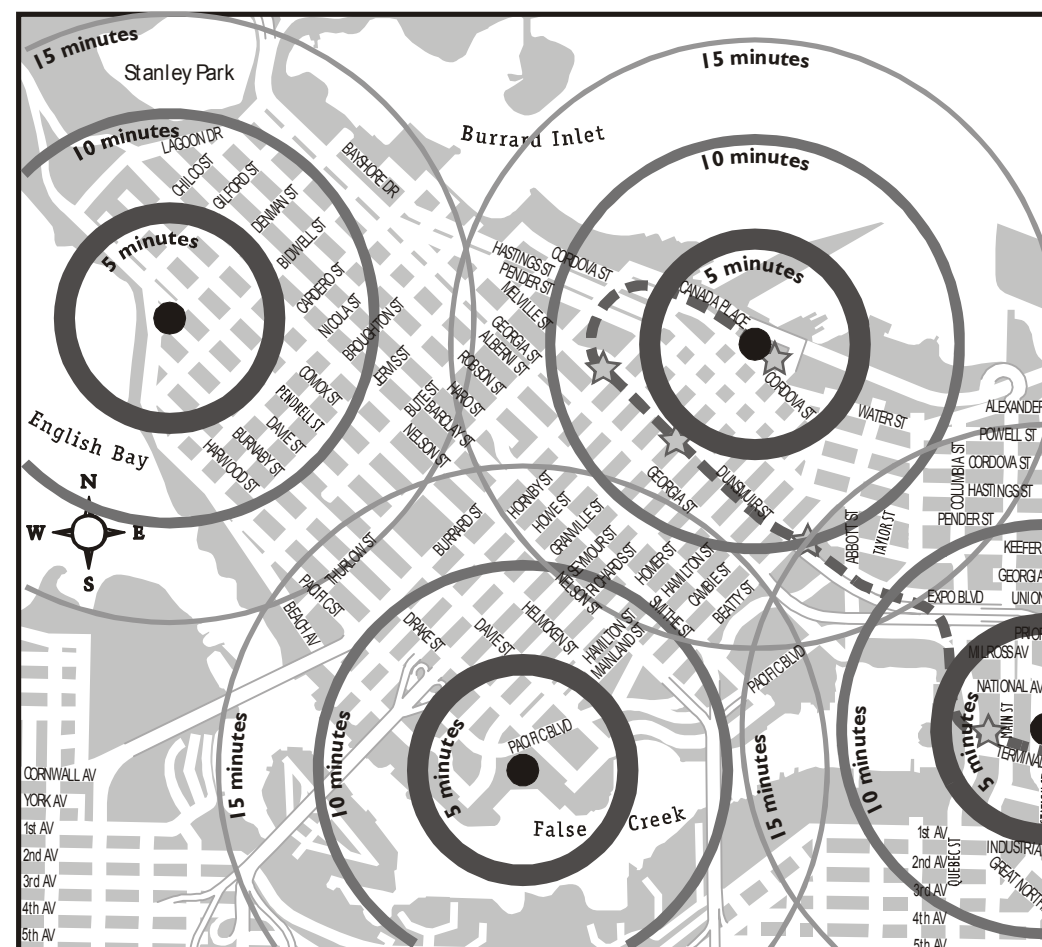 15 minutes
Stanley Park
10 minutes
LAGOON DR
CHILCO ST
GILFORD ST
DENMAN ST
BIDWELL ST
CARDERO ST
NICOLA ST
BROUGHTON ST
JERVIS ST
BUTE ST
BAYSHORE DR
5 minutes
COMOX ST
PENDRELL ST
DAVIE ST
BURNABY ST
HARWOOD ST
English Bay
N
W
E
S
Burrard Inlet
15 minutes
10 minutes
5 minutes
HASTINGS ST
CORDOVA ST
PENDER ST
MELVILLE ST
GEORGIA ST
ALBERNI ST
ROBSON ST
HARO ST
BARCLAY ST
NELSON ST
CANADA PLACE
CORDOVA ST
WATER ST
DUNSMUIR ST
GEORGIA ST
ALEXANDER
POWELL ST
CORDOVA ST
HASTINGS ST
COLUMBIA ST
PENDER ST
ABBOTT ST
TAYLOR ST
KEEFER
GEORGIA
UNION
EXPO BLVD
PRIOR
MILROSS AV
NATIONAL AV
MAIN ST
TERMINAL
HORNBY ST
HOWE ST
GRANVILLE ST
SEYMOUR ST
RICHARDS ST
HOMER ST
HAMILTON ST
CAMBIE ST
BEATTY ST
NELSON ST
SMITHE ST
HAMILTON ST
MAINLAND ST
BURRARD ST
THURLOW ST
PACIFIC ST
BEACH AV
DRAKE ST
DAVIE ST
HELMCKEN ST
PACIFIC BLVD
PACIFIC BLVD
15 minutes
10 minutes
5 minutes
False Creek
15 minutes
10 minutes
5 minutes
CORNWALL AV
YORK AV
1st AV
2nd AV
3rd AV
4th AV
5th AV
1st AV
2nd AV
3rd AV
4th AV
5th AV
QUEBEC ST
INDUSTRIA
GREAT NORTH